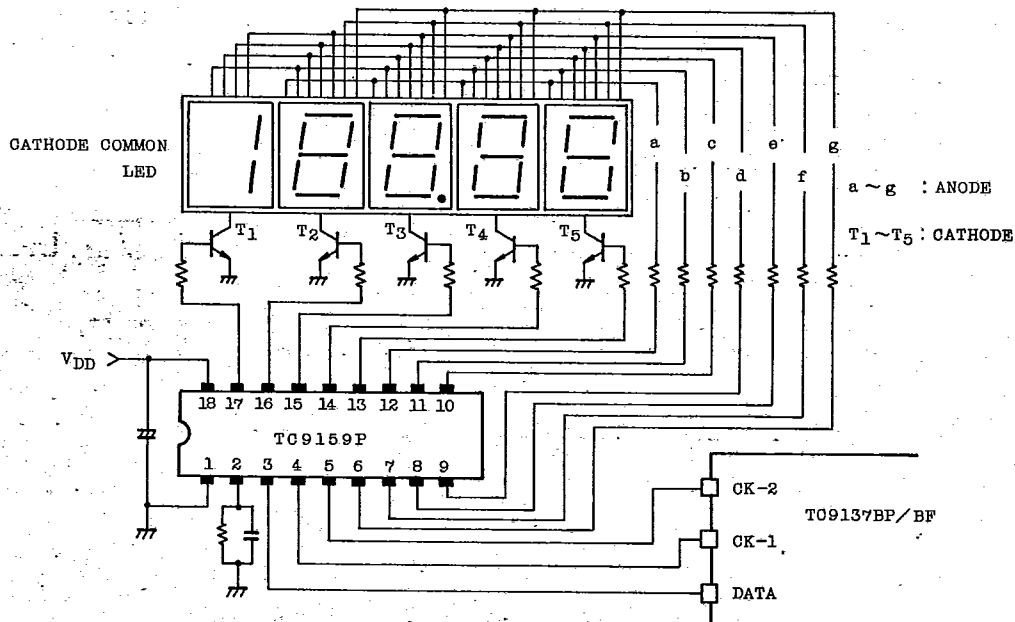 a c e g
b d f
CATHODE COMMON
LED
a～g : ANODE
T1 T2 T3 T4 T5
T1～T5 : CATHODE
VDD
18 17 16 15 14 13 12 11 10
TC9159P
1 2 3 4 5 6 7 8 9
CK-2
TC9137BP/BF
CK-1
DATA